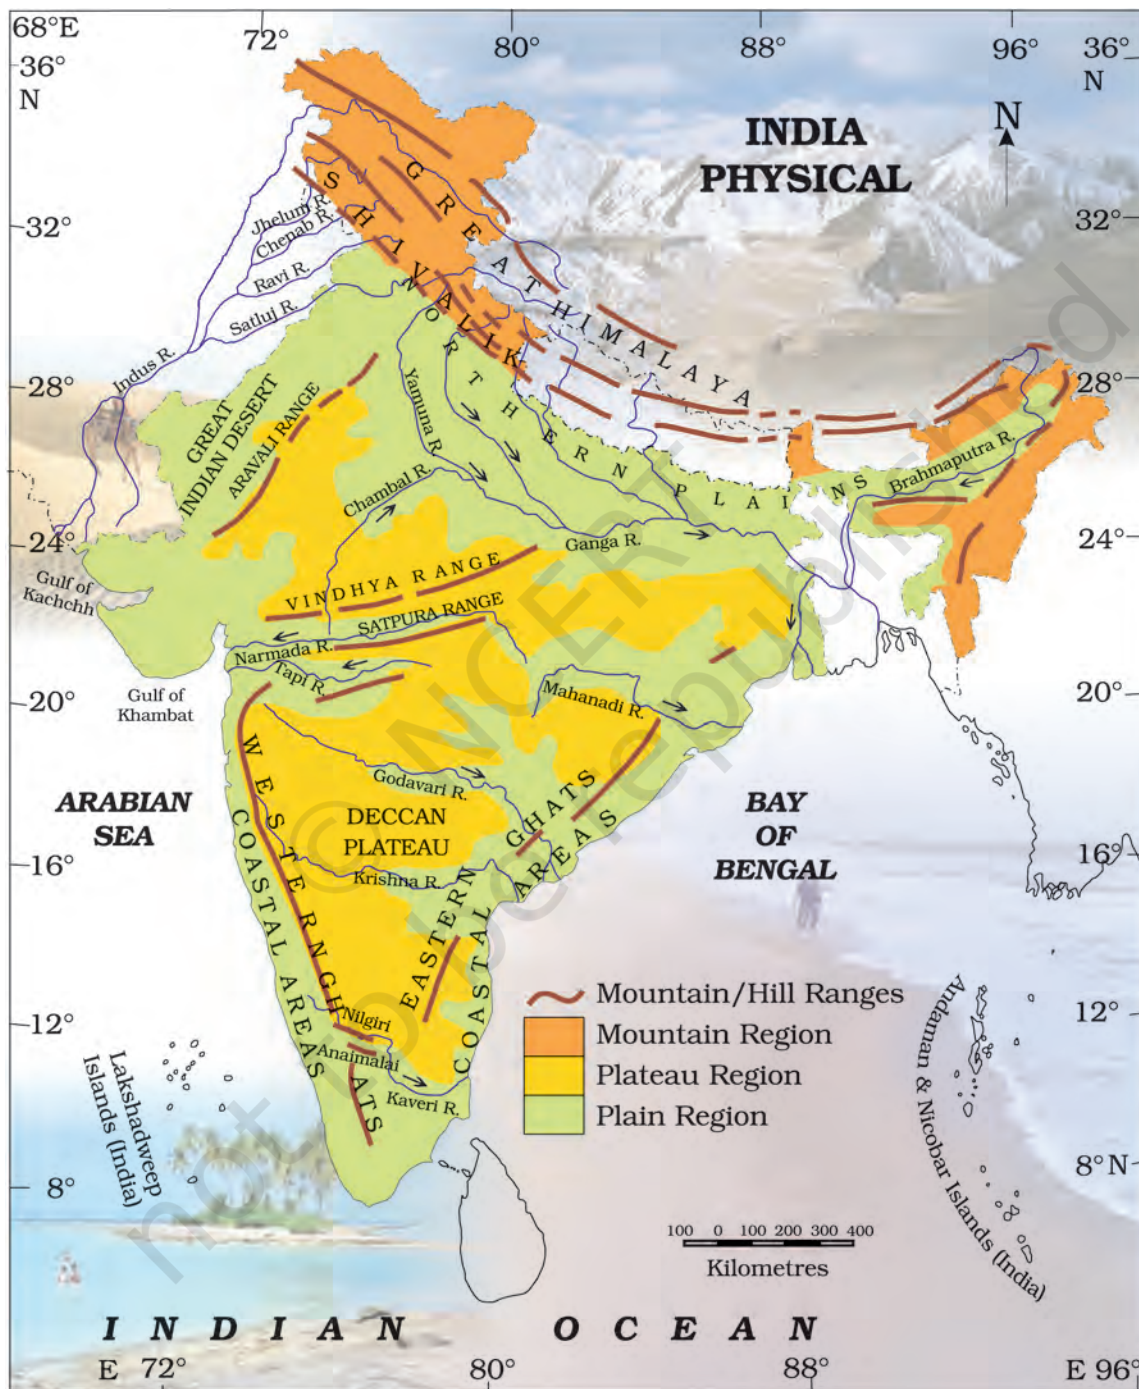 68°E
72°
80°
88°
96°
36°
N
36°
N
N
INDIA
PHYSICAL
GREAT HIMALAYA
SHIVALIK
32°
32°
Jhelum R.
Chenab R.
Ravi R.
Satluj R.
Indus R.
28°
28°
NORTHERN PLAINS
GREAT
INDIAN DESERT
ARAVALI RANGE
Yamuna R.
Chambal R.
Brahmaputra R.
24°
24°
Ganga R.
Gulf of
Kachchh
VINDHYA RANGE
SATPURA RANGE
Narmada R.
Tapi R.
Mahanadi R.
20°
20°
Gulf of
Khambat
Godavari R.
ARABIAN
SEA
WESTERN GHATS
COASTAL AREAS
DECCAN
PLATEAU
EASTERN GHATS
COASTAL AREAS
BAY
OF
BENGAL
16°
16°
Krishna R.
Mountain/Hill Ranges
Mountain Region
Plateau Region
Plain Region
12°
12°
Nilgiri
Anaimalai
Kaveri R.
Lakshadweep
Islands (India)
Andaman & Nicobar Islands (India)
8°
8° N
100 0 100 200 300 400
Kilometres
INDIAN OCEAN
E 72°
80°
88°
E 96°
© NCERT
not to be republished